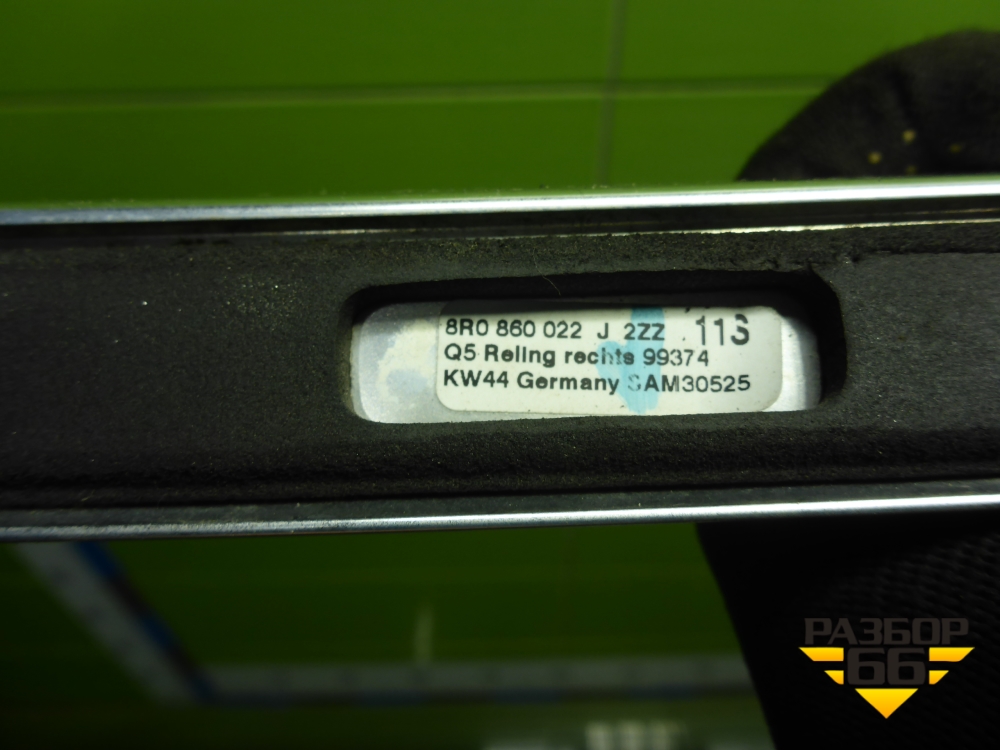 8R0 860 022 J 2ZZ .11S
Q5 Reling rechts 99374
KW44 Germany SAM30525
РАЗБОР
66